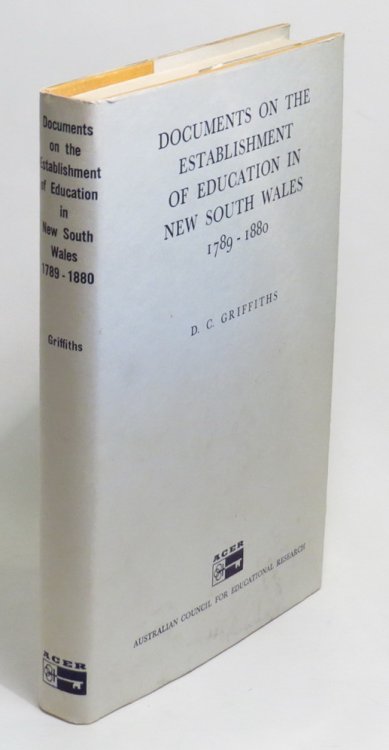 Documents
on the
Establishment
of Education
in
New South
Wales
1789-1880
Griffiths
ACER
DOCUMENTS ON THE
ESTABLISHMENT
OF EDUCATION IN
NEW SOUTH WALES
1789-1880
D. C. GRIFFITHS
ACER
AUSTRALIAN COUNCIL FOR EDUCATIONAL RESEARCH